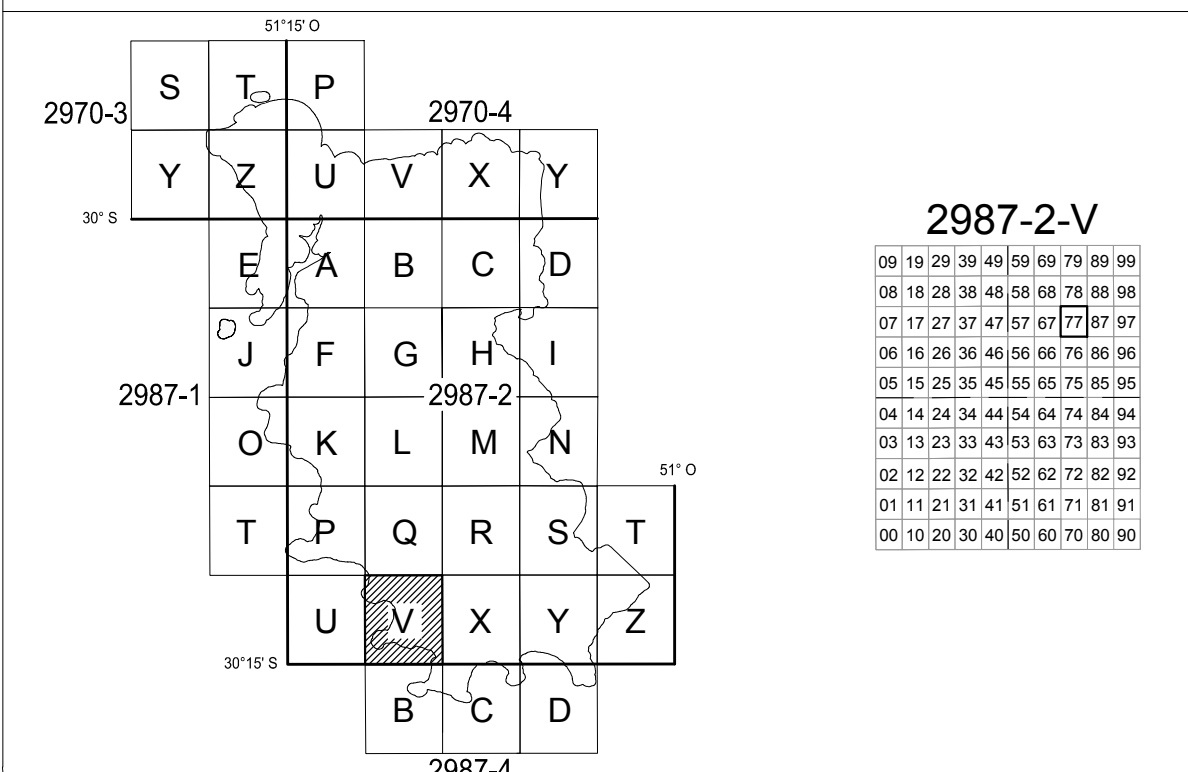 51°15' O
S T P
2970-3
2970-4
Y Z U V X Y
30° S
E A B C D
J F G H I
2987-1
2987-2
O K L M N
51° O
T P Q R S T
U V X Y Z
30°15' S
B C D
2987-4
2987-2-V
09 19 29 39 49 59 69 79 89 99
08 18 28 38 48 58 68 78 88 98
07 17 27 37 47 57 67 77 87 97
06 16 26 36 46 56 66 76 86 96
05 15 25 35 45 55 65 75 85 95
04 14 24 34 44 54 64 74 84 94
03 13 23 33 43 53 63 73 83 93
02 12 22 32 42 52 62 72 82 92
01 11 21 31 41 51 61 71 81 91
00 10 20 30 40 50 60 70 80 90